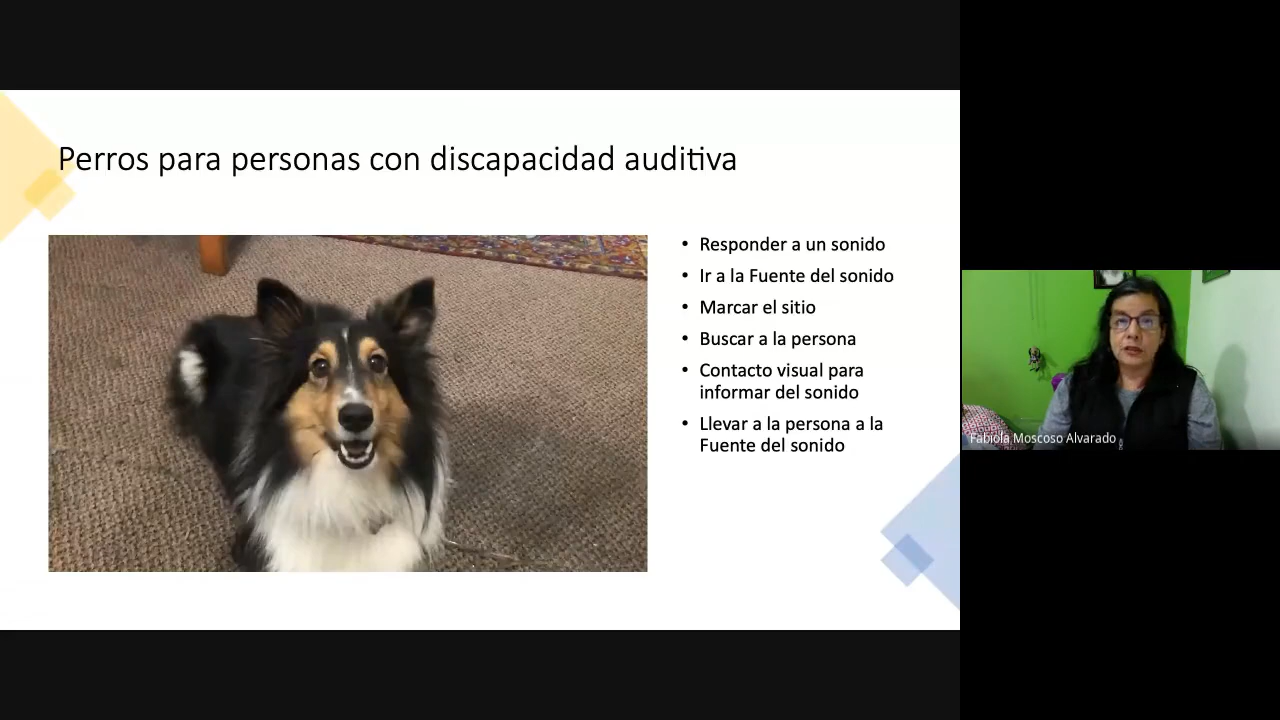 Perros para personas con discapacidad auditiva
• Responder a un sonido
• Ir a la Fuente del sonido
• Marcar el sitio
• Buscar a la persona
• Contacto visual para
informar del sonido
• Llevar a la persona a la
Fuente del sonido
Fabiola Moscoso Alvarado